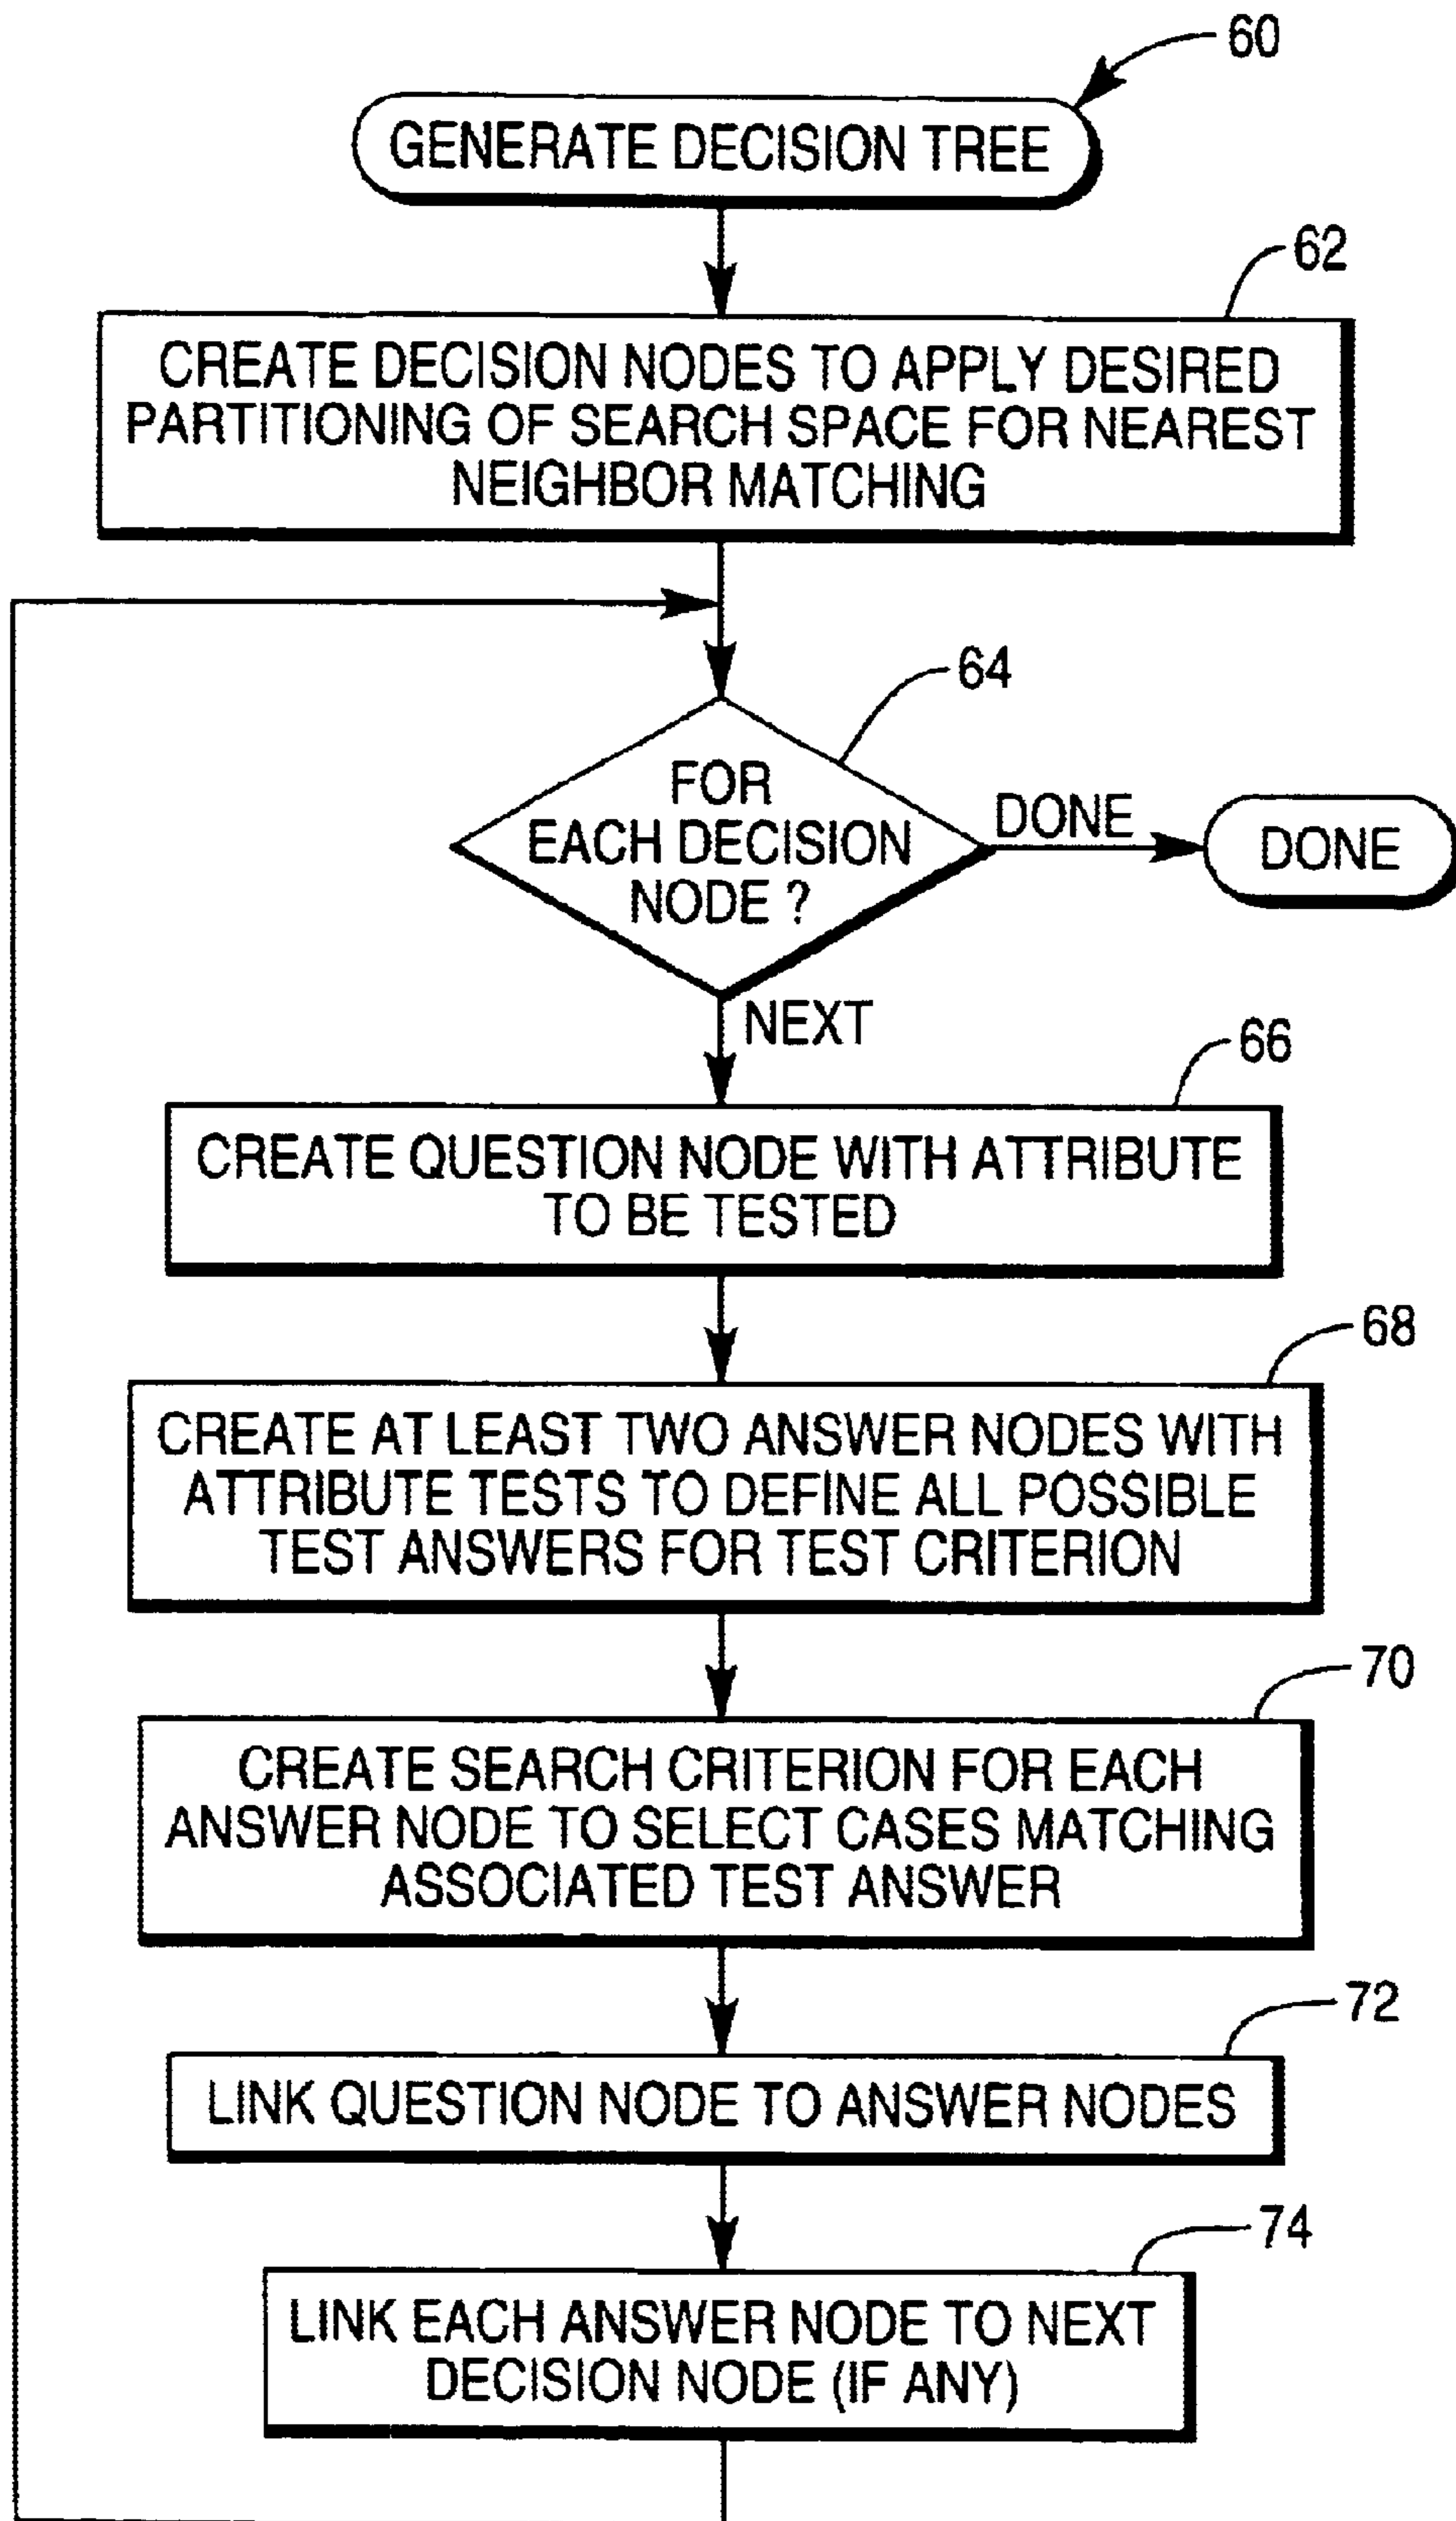 60
GENERATE DECISION TREE
62
CREATE DECISION NODES TO APPLY DESIRED
PARTITIONING OF SEARCH SPACE FOR NEAREST
NEIGHBOR MATCHING
64
FOR
EACH DECISION
NODE ?
DONE
DONE
NEXT
66
CREATE QUESTION NODE WITH ATTRIBUTE
TO BE TESTED
68
CREATE AT LEAST TWO ANSWER NODES WITH
ATTRIBUTE TESTS TO DEFINE ALL POSSIBLE
TEST ANSWERS FOR TEST CRITERION
70
CREATE SEARCH CRITERION FOR EACH
ANSWER NODE TO SELECT CASES MATCHING
ASSOCIATED TEST ANSWER
72
LINK QUESTION NODE TO ANSWER NODES
74
LINK EACH ANSWER NODE TO NEXT
DECISION NODE (IF ANY)